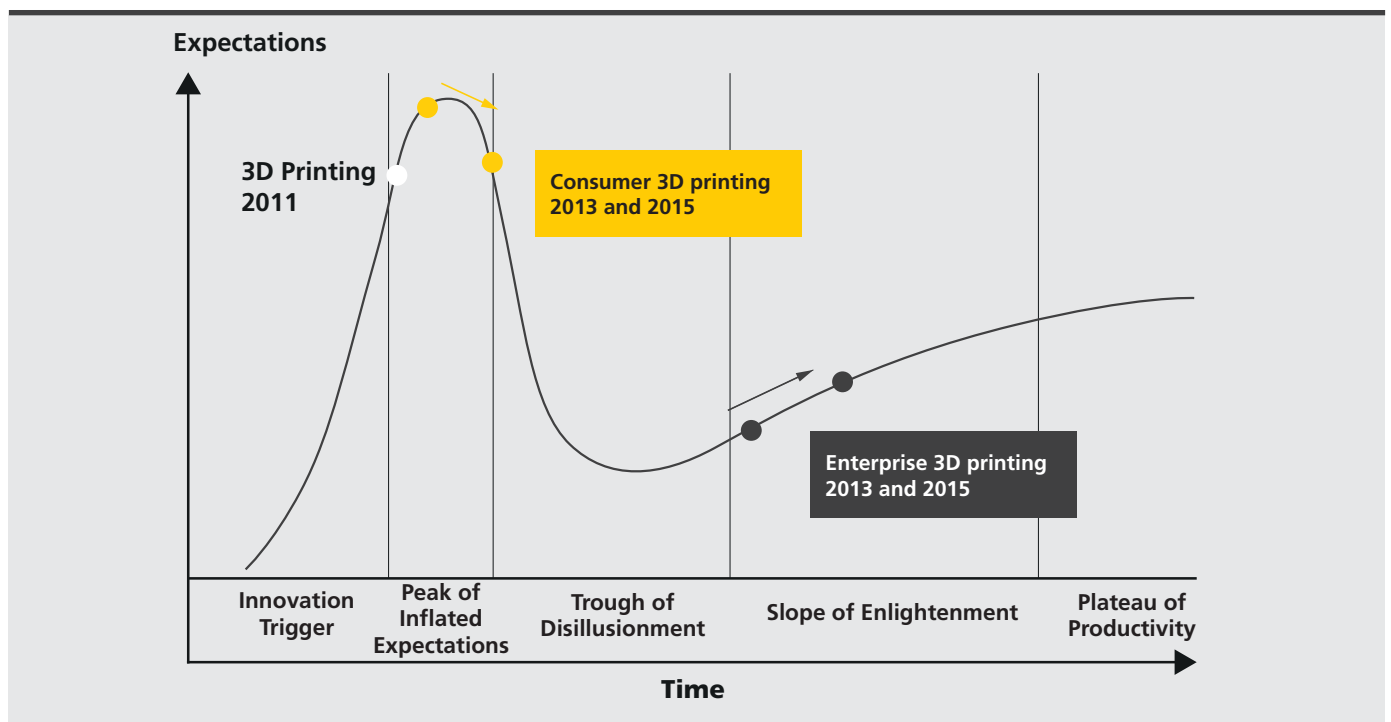 Expectations
3D Printing
2011
Consumer 3D printing
2013 and 2015
Enterprise 3D printing
2013 and 2015
Innovation
Trigger
Peak of
Inflated
Expectations
Trough of
Disillusionment
Slope of Enlightenment
Plateau of
Productivity
Time